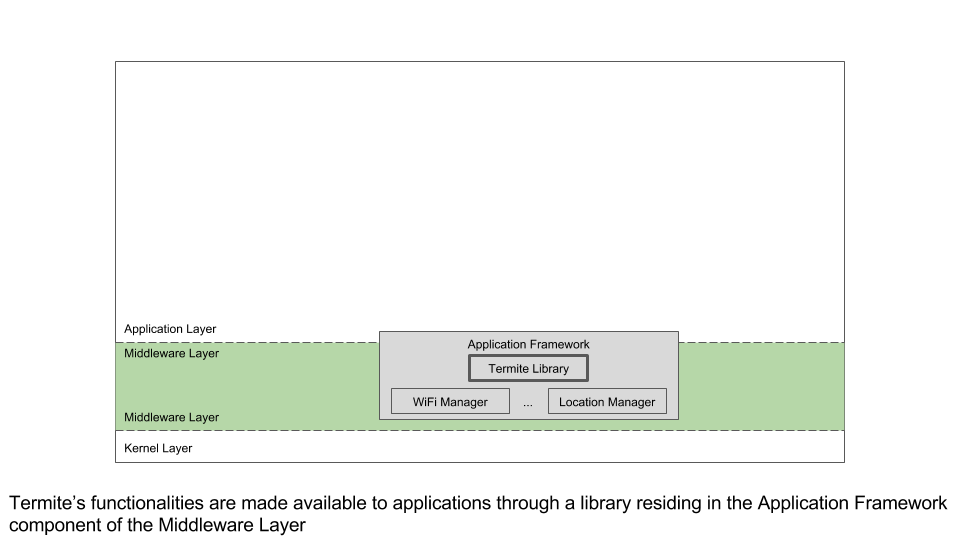 Application Layer
Middleware Layer
Application Framework
Termite Library
WiFi Manager ... Location Manager
Middleware Layer
Kernel Layer
Termite’s functionalities are made available to applications through a library residing in the Application Framework
component of the Middleware Layer